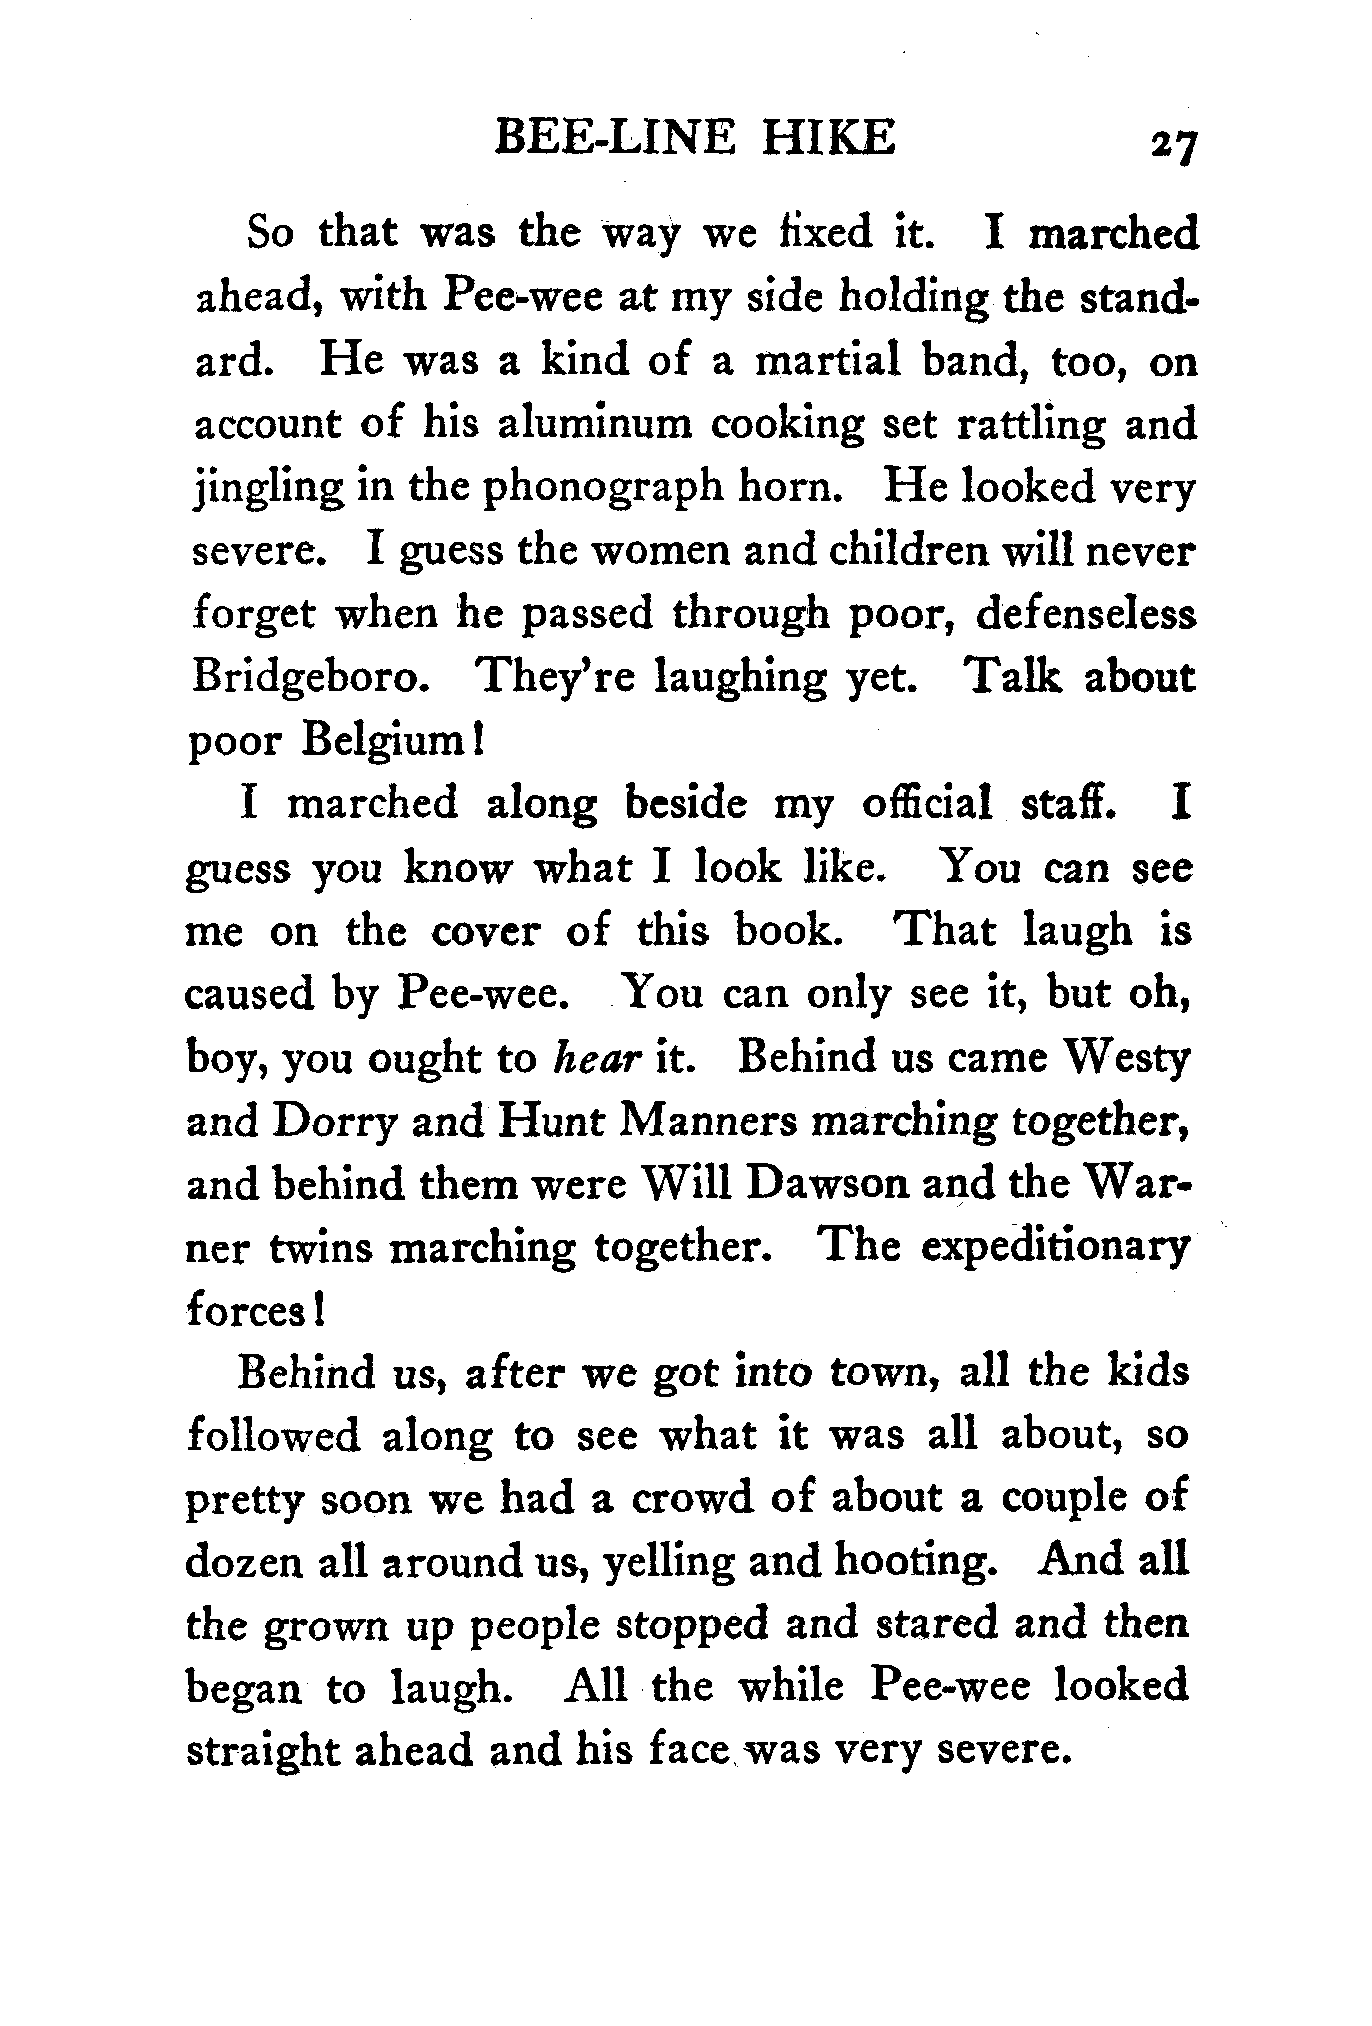 BEE-LINE HIKE 27
So that was the way we fixed it. I marched
ahead, with Pee-wee at my side holding the stand-
ard. He was a kind of a martial band, too, on
account of his aluminum cooking set rattling and
jingling in the phonograph horn. He looked very
severe. I guess the women and children will never
forget when he passed through poor, defenseless
Bridgeboro. They're laughing yet. Talk about
poor Belgium!
I marched along beside my official staff. I
guess you know what I look like. You can see
me on the cover of this book. That laugh is
caused by Pee-wee. You can only see it, but oh,
boy, you ought to hear it. Behind us came Westy
and Dorry and Hunt Manners marching together,
and behind them were Will Dawson and the War-
ner twins marching together. The expeditionary
forces!
Behind us, after we got into town, all the kids
followed along to see what it was all about, so
pretty soon we had a crowd of about a couple of
dozen all around us, yelling and hooting. And all
the grown up people stopped and stared and then
began to laugh. All the while Pee-wee looked
straight ahead and his face was very severe.